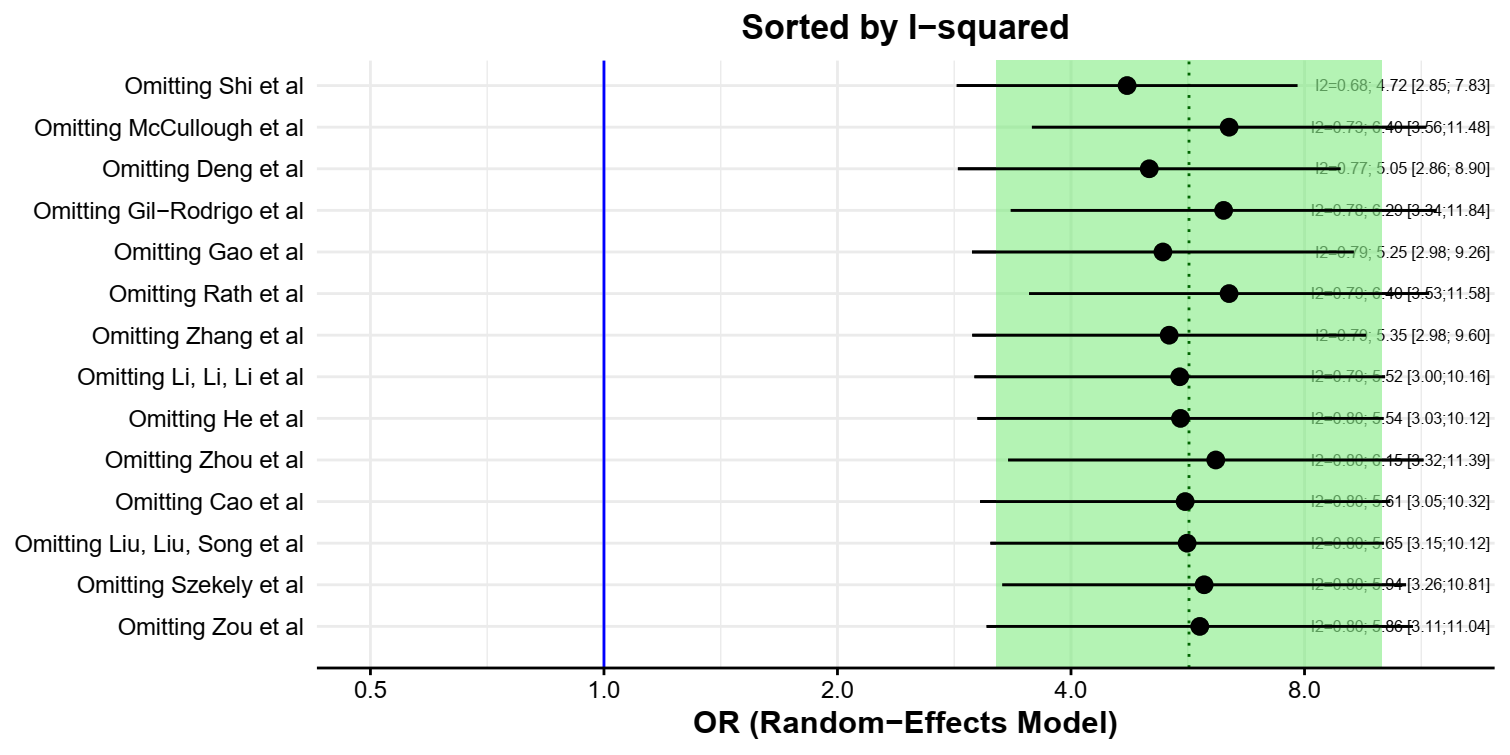 Sorted by I−squared
Omitting Shi et al I2=0.68; 4.72 [2.85; 7.83]
Omitting McCullough et al I2=0.73; 6.40 [3.56;11.48]
Omitting Deng et al I2=0.77; 5.05 [2.86; 8.90]
Omitting Gil−Rodrigo et al I2=0.78; 6.29 [3.34;11.84]
Omitting Gao et al I2=0.79; 5.25 [2.98; 9.26]
Omitting Rath et al I2=0.79; 6.40 [3.53;11.58]
Omitting Zhang et al I2=0.79; 5.35 [2.98; 9.60]
Omitting Li, Li, Li et al I2=0.79; 5.52 [3.00;10.16]
Omitting He et al I2=0.80; 5.54 [3.03;10.12]
Omitting Zhou et al I2=0.80; 6.15 [3.32;11.39]
Omitting Cao et al I2=0.80; 5.61 [3.05;10.32]
Omitting Liu, Liu, Song et al I2=0.80; 5.65 [3.15;10.12]
Omitting Szekely et al I2=0.80; 5.94 [3.26;10.81]
Omitting Zou et al I2=0.80; 5.86 [3.11;11.04]
0.5 1.0 2.0 4.0 8.0
OR (Random−Effects Model)